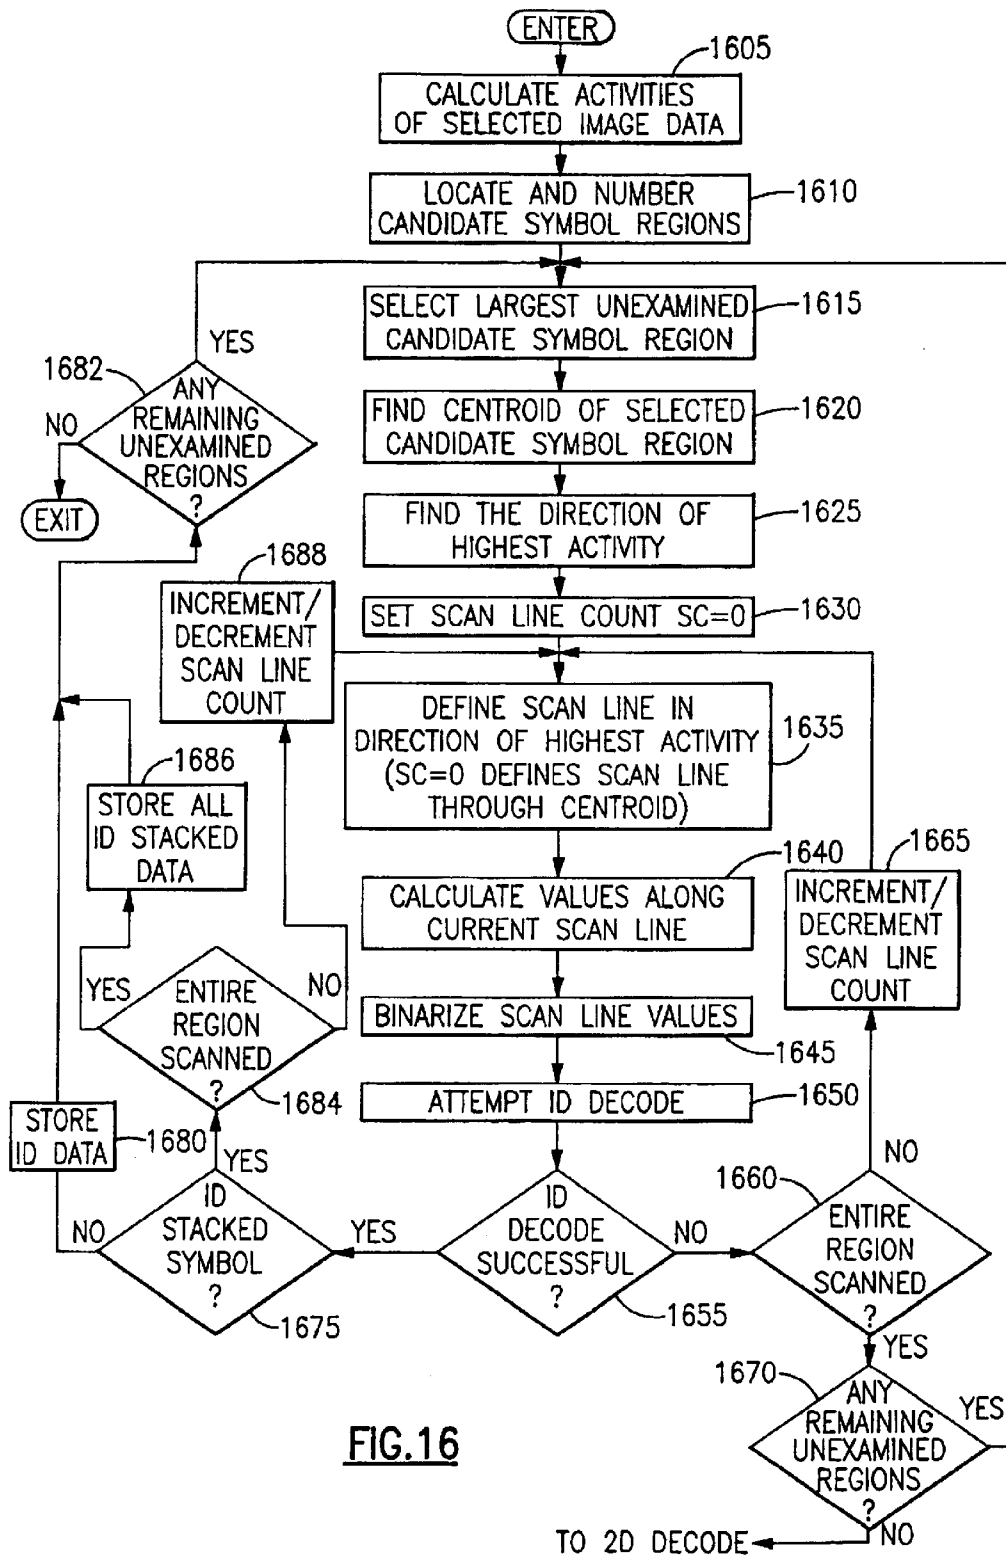 ENTER
1605
CALCULATE ACTIVITIES
OF SELECTED IMAGE DATA
1610
LOCATE AND NUMBER
CANDIDATE SYMBOL REGIONS
1615
SELECT LARGEST UNEXAMINED
CANDIDATE SYMBOL REGION
YES
1682
ANY
REMAINING
UNEXAMINED
REGIONS
?
NO
EXIT
1620
FIND CENTROID OF SELECTED
CANDIDATE SYMBOL REGION
1625
FIND THE DIRECTION OF
HIGHEST ACTIVITY
1688
INCREMENT/
DECREMENT
SCAN LINE
COUNT
1630
SET SCAN LINE COUNT SC=0
DEFINE SCAN LINE IN
DIRECTION OF HIGHEST ACTIVITY
(SC=0 DEFINES SCAN LINE
THROUGH CENTROID)
1635
1686
STORE ALL
ID STACKED
DATA
1640
CALCULATE VALUES ALONG
CURRENT SCAN LINE
1665
INCREMENT/
DECREMENT
SCAN LINE
COUNT
YES
ENTIRE
REGION
SCANNED
?
NO
1684
BINARIZE SCAN LINE VALUES
1645
ATTEMPT ID DECODE
1650
STORE
ID DATA
1680
YES
NO
ID
STACKED
SYMBOL
?
1675
YES
ID
DECODE
SUCCESSFUL
?
1655
NO
1660
ENTIRE
REGION
SCANNED
?
NO
YES
1670
ANY
REMAINING
UNEXAMINED
REGIONS
?
YES
NO
TO 2D DECODE
FIG.16